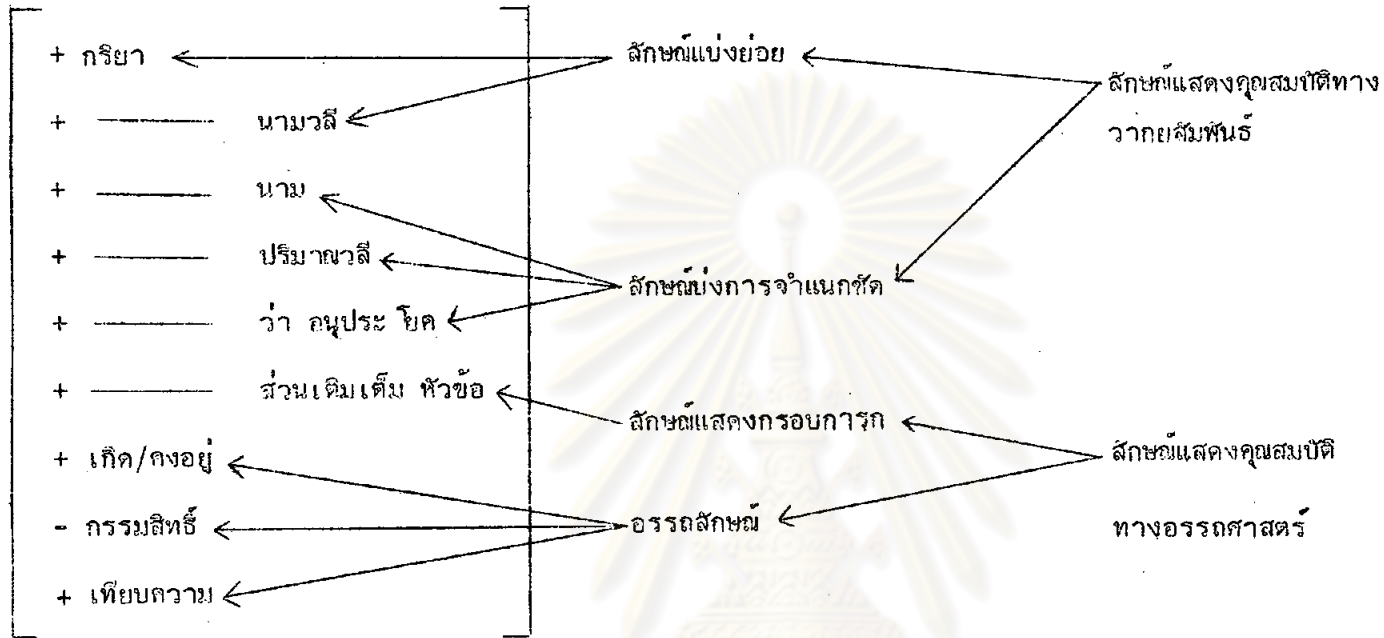 + กริยา
+ ——— นามวลี
+ ——— นาม
+ ——— ปริมาณวลี
+ ——— ว่า อนุประโยค
+ ——— ส่วนเติมเต็ม หัวข้อ
+ เกิด/คงอยู่
- กรรมสิทธิ์
+ เทียบความ
ลักษณ์แบ่งย่อย
ลักษณ์บ่งการจำแนกชัด
ลักษณ์แสดงกรอบการก
อรรถลักษณ์
ลักษณ์แสดงคุณสมบัติทาง
วากยสัมพันธ์
ลักษณ์แสดงคุณสมบัติ
ทางอรรถศาสตร์